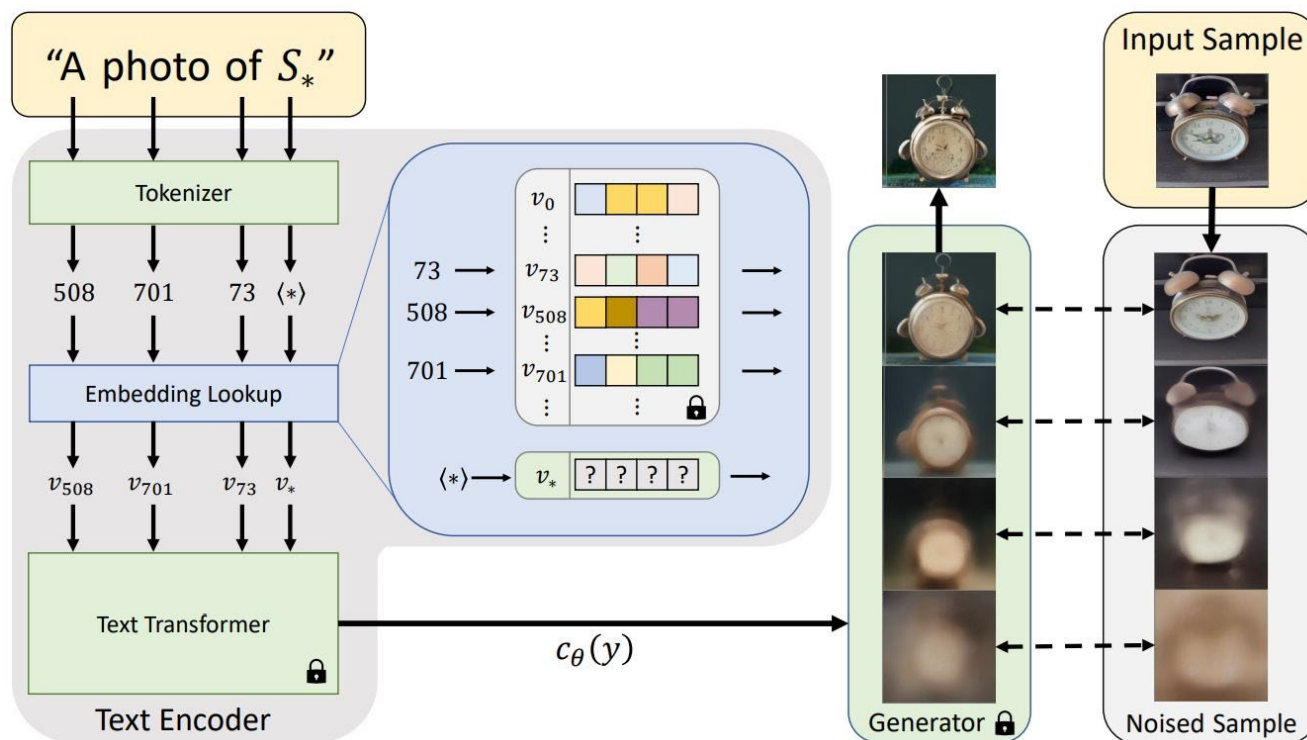 “A photo of S*”
Tokenizer
508 701 73 ⟨*⟩
Embedding Lookup
v508 v701 v73 v*
Text Transformer
Text Encoder
v0
⋮ ⋮
73 v73
508 v508
⋮ ⋮
701 v701
⋮ ⋮
⟨*⟩ v* ? ? ? ?
cθ(y)
Generator
Input Sample
Noised Sample